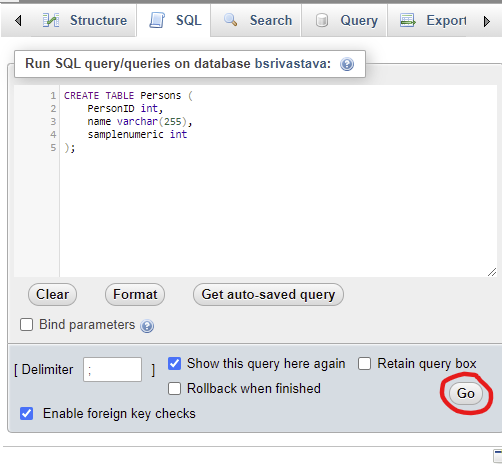 Structure SQL Search Query Export
Run SQL query/queries on database bsrivastava:
1 CREATE TABLE Persons (
2 PersonID int,
3 name varchar(255),
4 samplenumeric int
5 );
Clear Format Get auto-saved query
Bind parameters
[ Delimiter ; ] Show this query here again Retain query box
Rollback when finished
Go
Enable foreign key checks